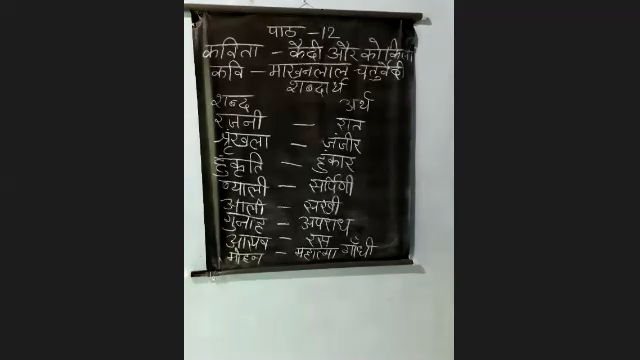 पाठ -12
कविता - कैदी और कोकिला
कवि - माखनलाल चतुर्वेदी
शब्दार्थ
शब्द अर्थ
रजनी - रात
श्रृंखला - जंजीर
हुंकृति - हुंकार
व्याली - सर्पिणी
आली - सखी
गुनाह - अपराध
आसव - रस
मोहन - महात्मा गाँधी